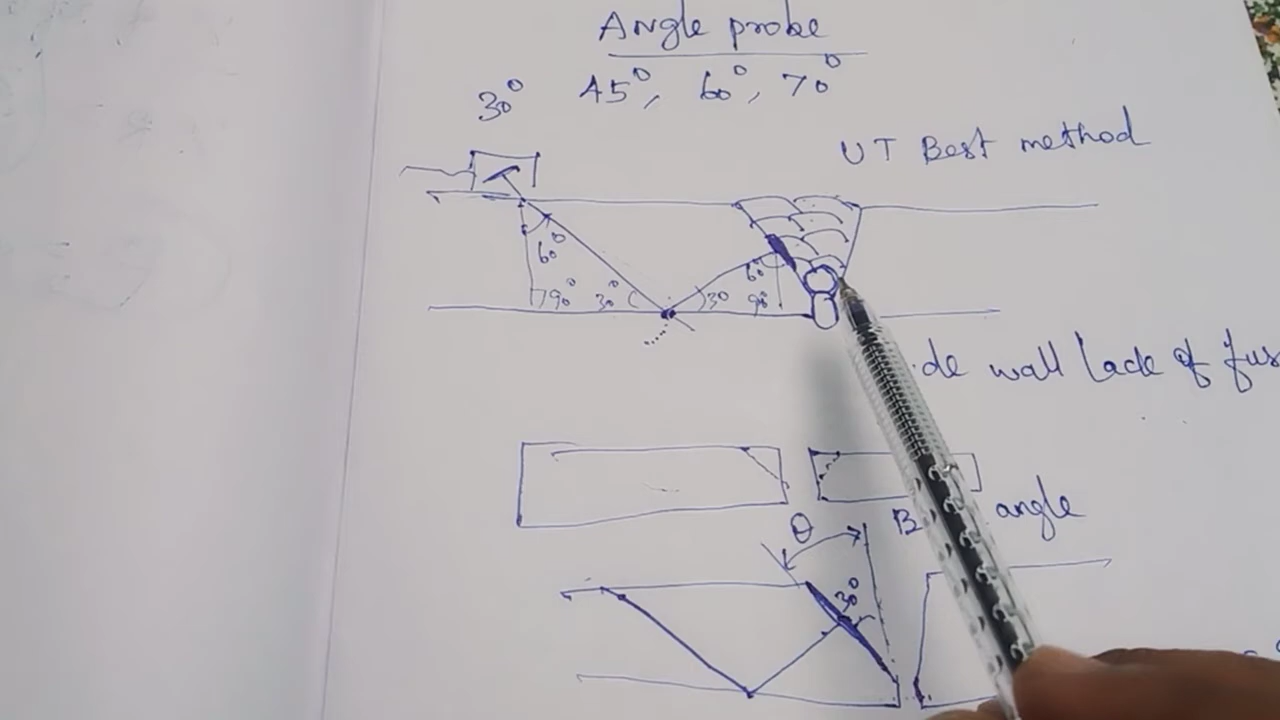 Angle probe
30° 45°, 60°, 70°
UT Best method
60°
90° 30° 30 60° 90°
de wall lack of fus
B angle
θ
30°